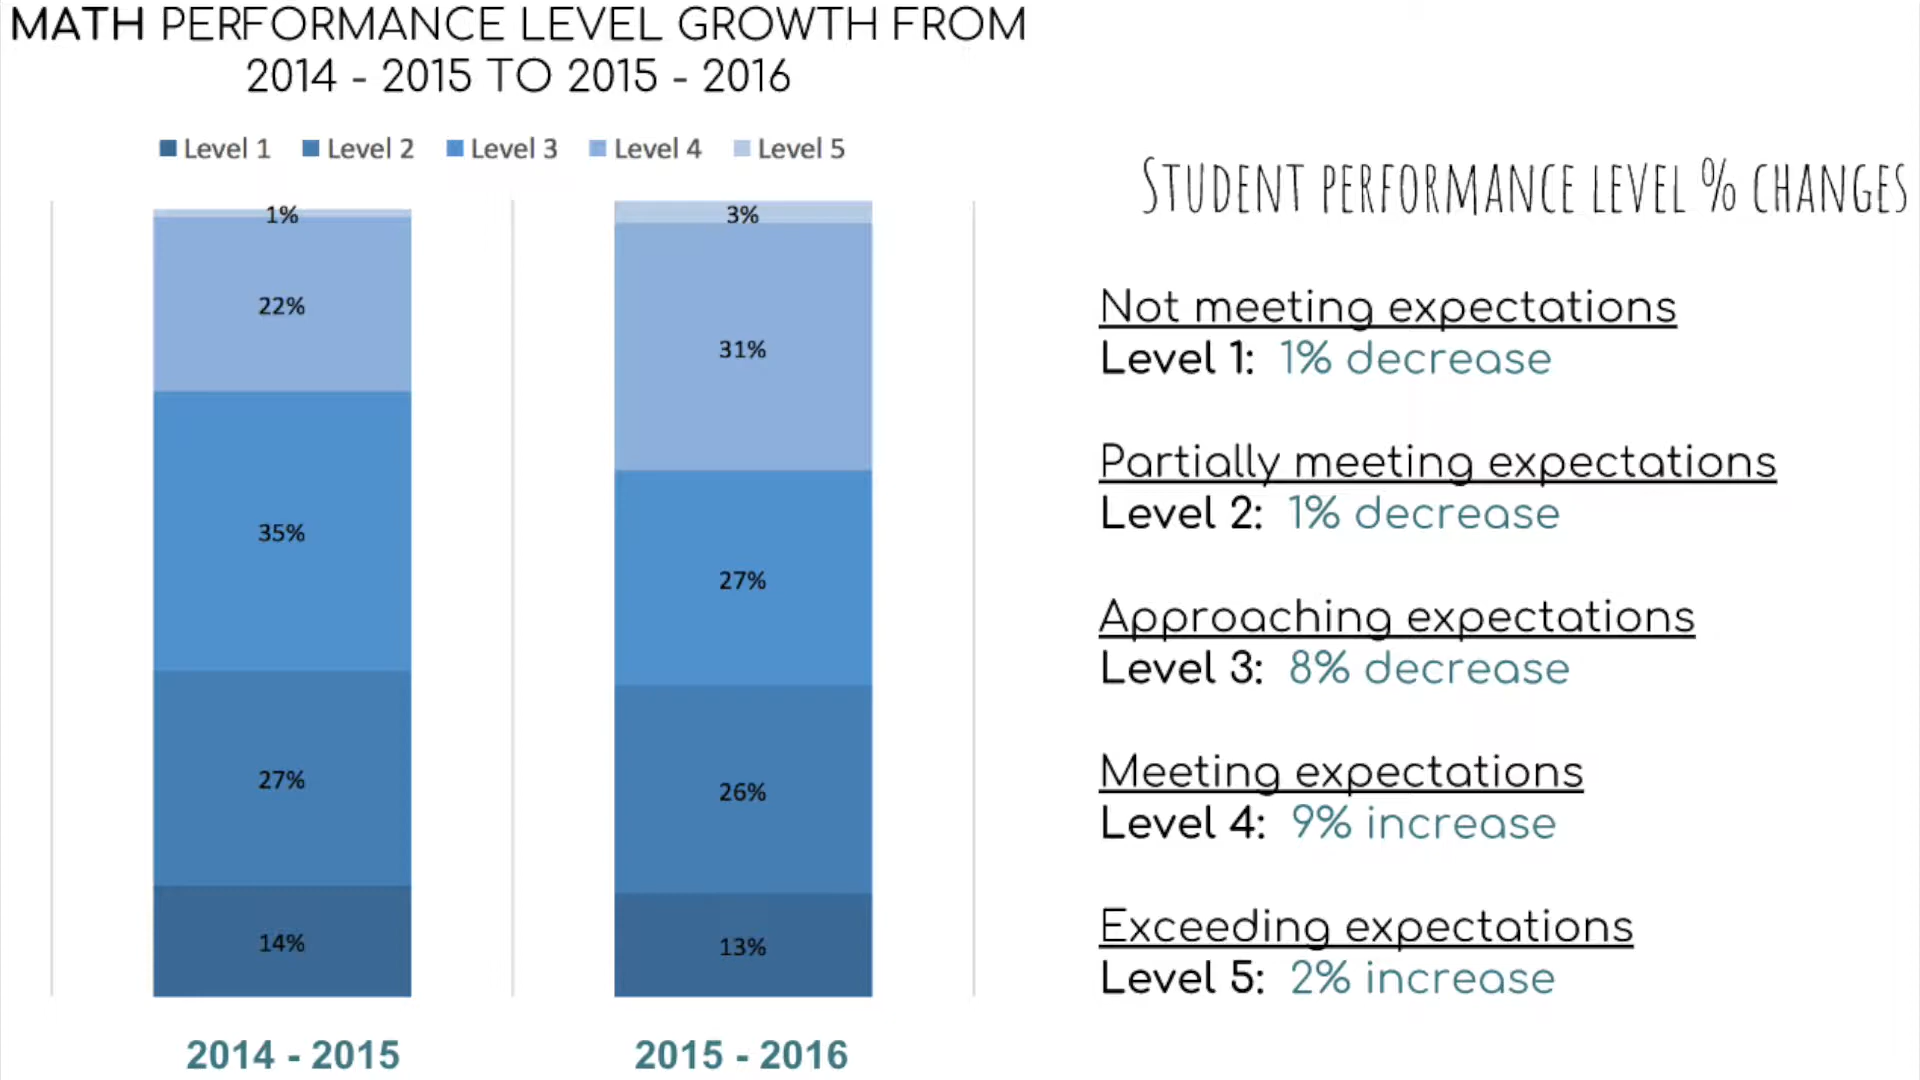 MATH PERFORMANCE LEVEL GROWTH FROM
2014 - 2015 TO 2015 - 2016
Level 1 Level 2 Level 3 Level 4 Level 5
1%
22%
35%
27%
14%
2014 - 2015
3%
31%
27%
26%
13%
2015 - 2016
STUDENT PERFORMANCE LEVEL % CHANGES
Not meeting expectations
Level 1: 1% decrease
Partially meeting expectations
Level 2: 1% decrease
Approaching expectations
Level 3: 8% decrease
Meeting expectations
Level 4: 9% increase
Exceeding expectations
Level 5: 2% increase